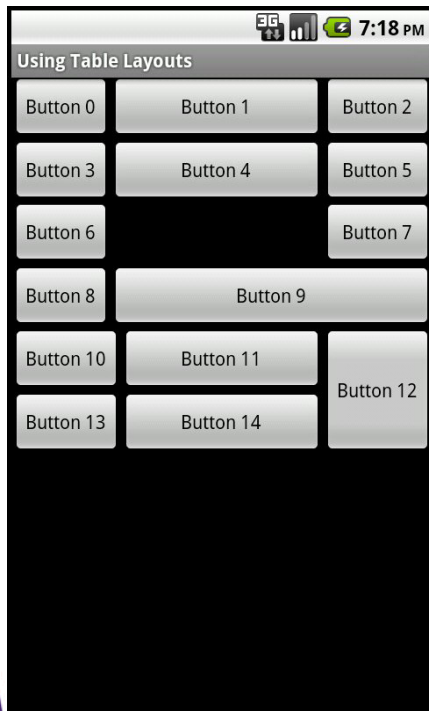 3G 7:18 PM
Using Table Layouts
Button 0 Button 1 Button 2
Button 3 Button 4 Button 5
Button 6 Button 7
Button 8 Button 9
Button 10 Button 11
Button 12
Button 13 Button 14